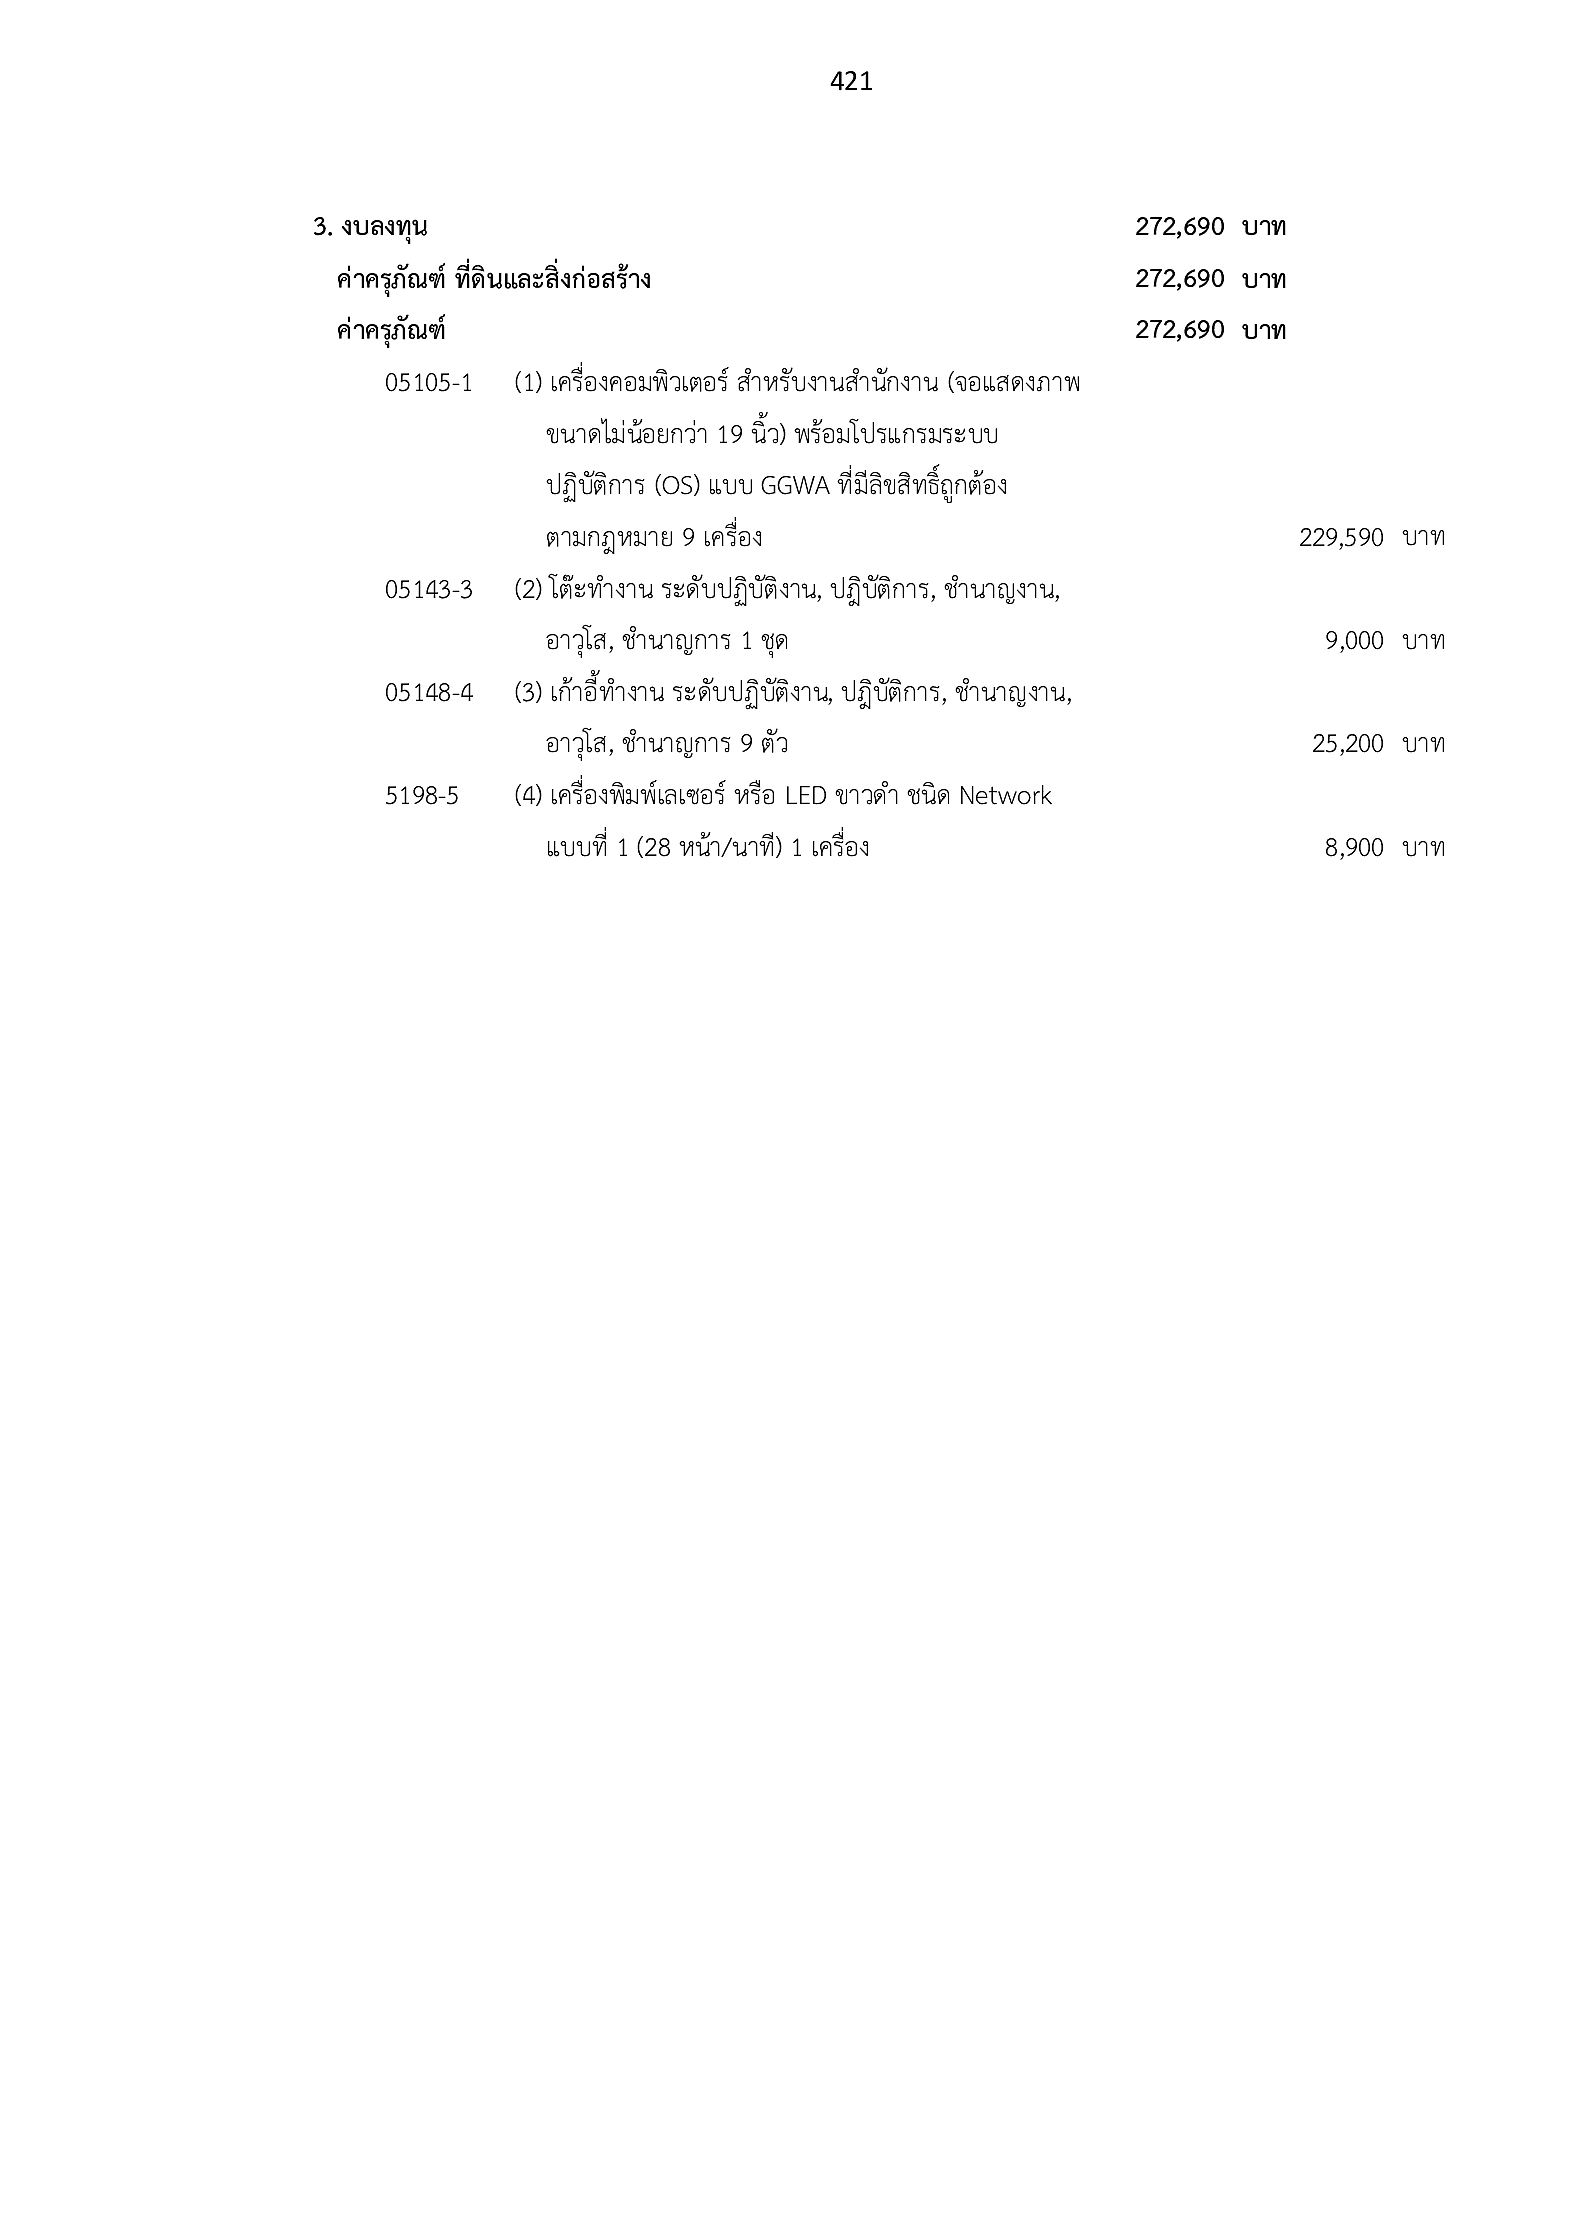 421
3. งบลงทุน 272,690 บาท
ค่าครุภัณฑ์ ที่ดินและสิ่งก่อสร้าง 272,690 บาท
ค่าครุภัณฑ์ 272,690 บาท
05105-1 (1) เครื่องคอมพิวเตอร์ สำหรับงานสำนักงาน (จอแสดงภาพ
ขนาดไม่น้อยกว่า 19 นิ้ว) พร้อมโปรแกรมระบบ
ปฏิบัติการ (OS) แบบ GGWA ที่มีลิขสิทธิ์ถูกต้อง
ตามกฎหมาย 9 เครื่อง 229,590 บาท
05143-3 (2) โต๊ะทำงาน ระดับปฏิบัติงาน, ปฎิบัติการ, ชำนาญงาน,
อาวุโส, ชำนาญการ 1 ชุด 9,000 บาท
05148-4 (3) เก้าอี้ทำงาน ระดับปฏิบัติงาน, ปฎิบัติการ, ชำนาญงาน,
อาวุโส, ชำนาญการ 9 ตัว 25,200 บาท
5198-5 (4) เครื่องพิมพ์เลเซอร์ หรือ LED ขาวดำ ชนิด Network
แบบที่ 1 (28 หน้า/นาที) 1 เครื่อง 8,900 บาท